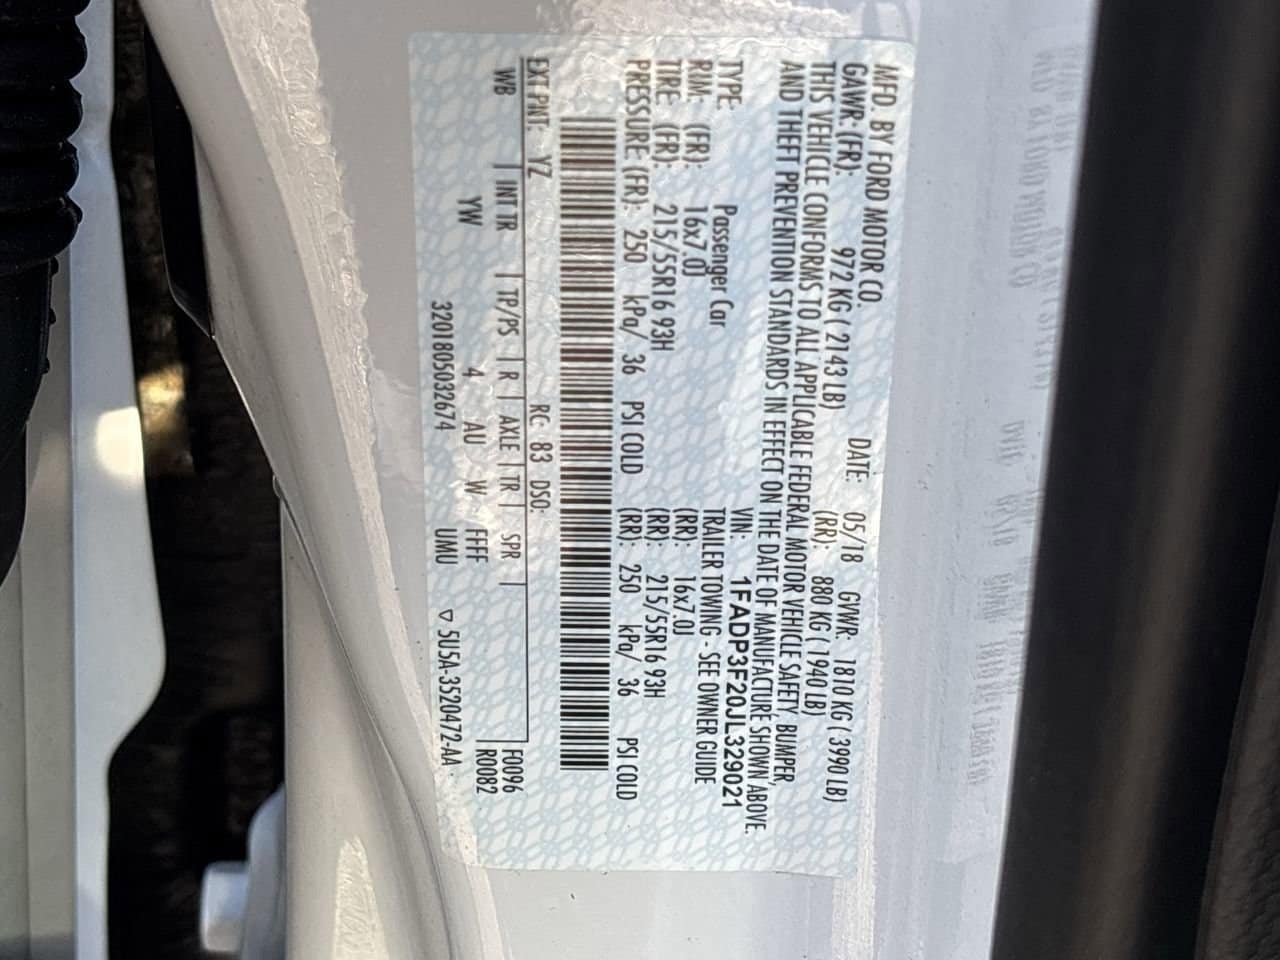 MFD. BY FORD MOTOR CO.
DATE: 05/18 GVWR: 1810 KG ( 3990 LB)
GAWR: (FR): 972 KG ( 2143 LB) (RR): 880 KG ( 1940 LB)
THIS VEHICLE CONFORMS TO ALL APPLICABLE FEDERAL MOTOR VEHICLE SAFETY, BUMPER,
AND THEFT PREVENTION STANDARDS IN EFFECT ON THE DATE OF MANUFACTURE SHOWN ABOVE.
VIN: 1FADP3F20JL329021
TYPE: Passenger Car TRAILER TOWING - SEE OWNER GUIDE
RIM: (FR): 16x7.0J (RR): 16x7.0J
TIRE: (FR): 215/55R16 93H (RR): 215/55R16 93H
PRESSURE (FR): 250 kPa/ 36 PSI COLD (RR): 250 kPa/ 36 PSI COLD
EXT PNT: YZ RC: 83 DSO: F0096
WB | INT TR | TP/PS | R | AXLE | TR | SPR | R0082
YW 4 AU W FFFF
3201805032674 UMU ▽ 5U5A-3520472-AA